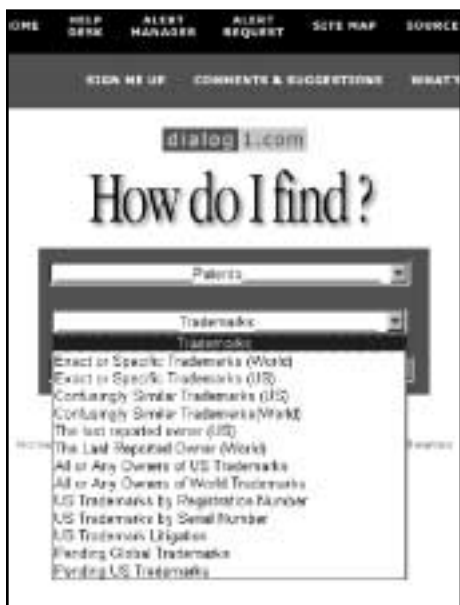 OME HELP DESK ALERT MANAGER ALERT REQUEST SITE MAP SOURCE
SIGN ME UP COMMENTS & SUGGESTIONS WHAT'
dialog 1.com
How do I find ?
Patents
Trademarks
Trademarks
Exact or Specific Trademarks (World)
Exact or Specific Trademarks (US)
Confusingly Similar Trademarks (US)
Confusingly Similar Trademarks(World)
The last reported owner (US)
The Last Reported Owner (World)
All or Any Owners of US Trademarks
All or Any Owners of World Trademarks
US Trademarks by Registration Number
US Trademarks by Serial Number
US Trademark Litigation
Pending Global Trademarks
Pending US Trademarks